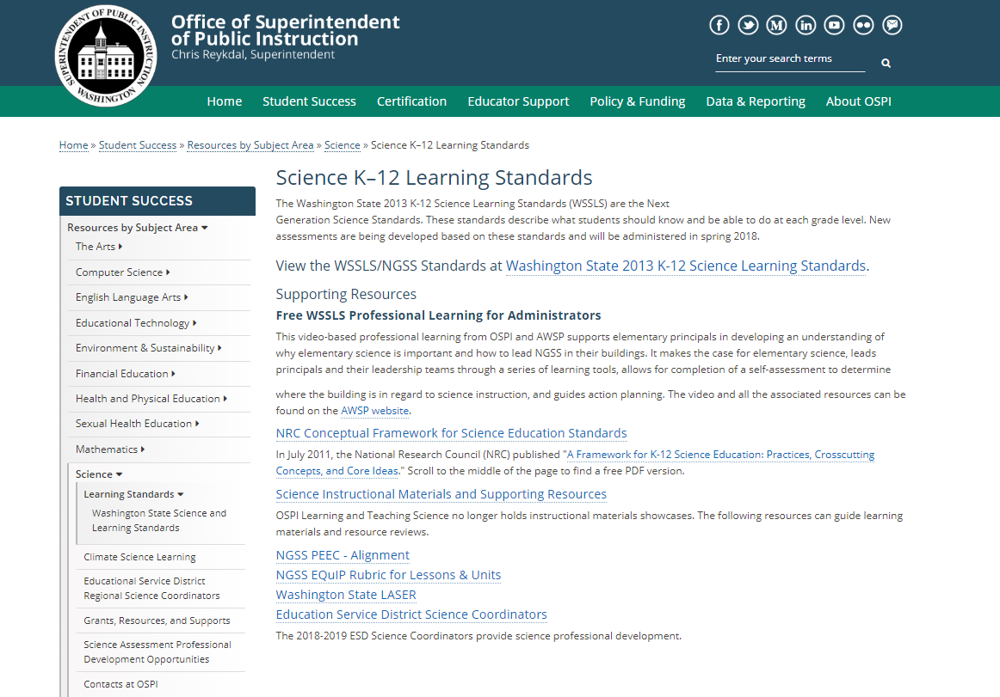 SUPERINTENDENT OF PUBLIC INSTRUCTION
WASHINGTON
Office of Superintendent
of Public Instruction
Chris Reykdal, Superintendent
Enter your search terms
Home Student Success Certification Educator Support Policy & Funding Data & Reporting About OSPI
Home » Student Success » Resources by Subject Area » Science » Science K–12 Learning Standards
STUDENT SUCCESS
Resources by Subject Area
The Arts
Computer Science
English Language Arts
Educational Technology
Environment & Sustainability
Financial Education
Health and Physical Education
Sexual Health Education
Mathematics
Science
Learning Standards
Washington State Science and
Learning Standards
Climate Science Learning
Educational Service District
Regional Science Coordinators
Grants, Resources, and Supports
Science Assessment Professional
Development Opportunities
Contacts at OSPI
Science K–12 Learning Standards
The Washington State 2013 K-12 Science Learning Standards (WSSLS) are the Next
Generation Science Standards. These standards describe what students should know and be able to do at each grade level. New
assessments are being developed based on these standards and will be administered in spring 2018.
View the WSSLS/NGSS Standards at Washington State 2013 K-12 Science Learning Standards.
Supporting Resources
Free WSSLS Professional Learning for Administrators
This video-based professional learning from OSPI and AWSP supports elementary principals in developing an understanding of
why elementary science is important and how to lead NGSS in their buildings. It makes the case for elementary science, leads
principals and their leadership teams through a series of learning tools, allows for completion of a self-assessment to determine
where the building is in regard to science instruction, and guides action planning. The video and all the associated resources can be
found on the AWSP website.
NRC Conceptual Framework for Science Education Standards
In July 2011, the National Research Council (NRC) published "A Framework for K-12 Science Education: Practices, Crosscutting
Concepts, and Core Ideas." Scroll to the middle of the page to find a free PDF version.
Science Instructional Materials and Supporting Resources
OSPI Learning and Teaching Science no longer holds instructional materials showcases. The following resources can guide learning
materials and resource reviews.
NGSS PEEC - Alignment
NGSS EQuIP Rubric for Lessons & Units
Washington State LASER
Education Service District Science Coordinators
The 2018-2019 ESD Science Coordinators provide science professional development.